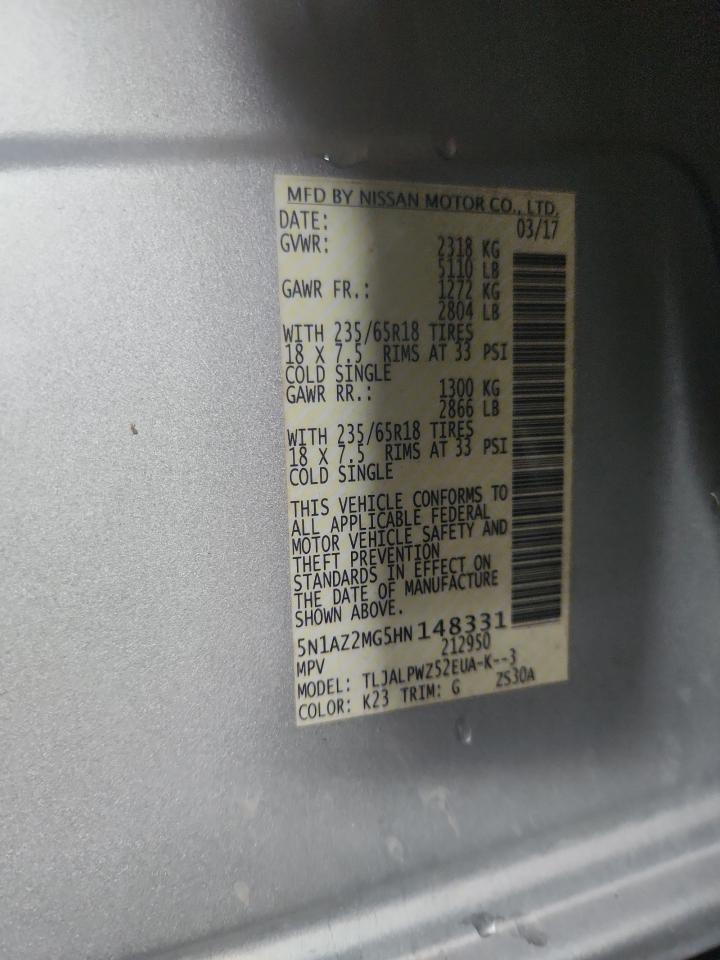 MFD BY NISSAN MOTOR CO., LTD.
DATE: 03/17
GVWR: 2318 KG
5110 LB
GAWR FR.: 1272 KG
2804 LB
WITH 235/65R18 TIRES
18 X 7.5 RIMS AT 33 PSI
COLD SINGLE
GAWR RR.: 1300 KG
2866 LB
WITH 235/65R18 TIRES
18 X 7.5 RIMS AT 33 PSI
COLD SINGLE
THIS VEHICLE CONFORMS TO
ALL APPLICABLE FEDERAL
MOTOR VEHICLE SAFETY AND
THEFT PREVENTION
STANDARDS IN EFFECT ON
THE DATE OF MANUFACTURE
SHOWN ABOVE.
5N1AZ2MG5HN148331
MPV 212950
MODEL: TLJALPWZ52EUA-K--3
COLOR: K23 TRIM: G ZS30A